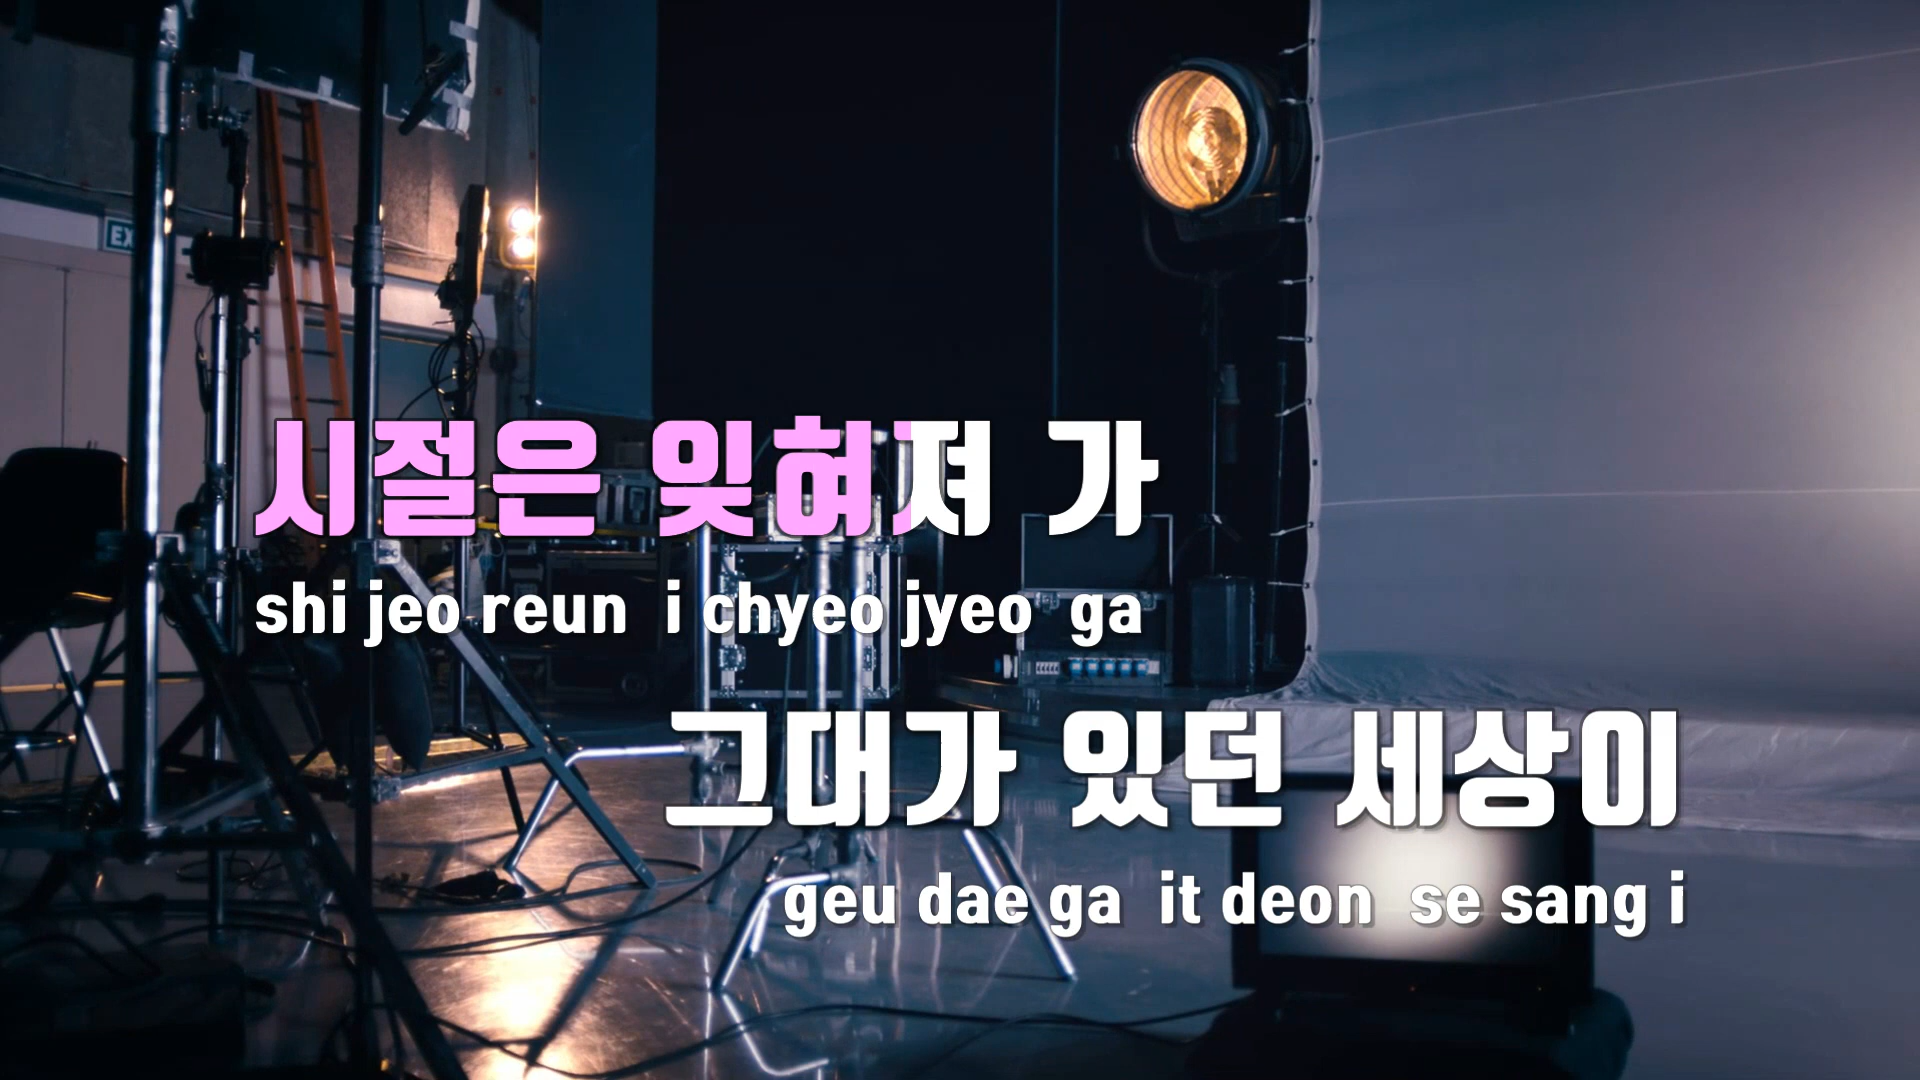 EX
시절은 잊혀져 가
shi jeo reun i chyeo jyeo ga
그대가 있던 세상이
geu dae ga it deon se sang i